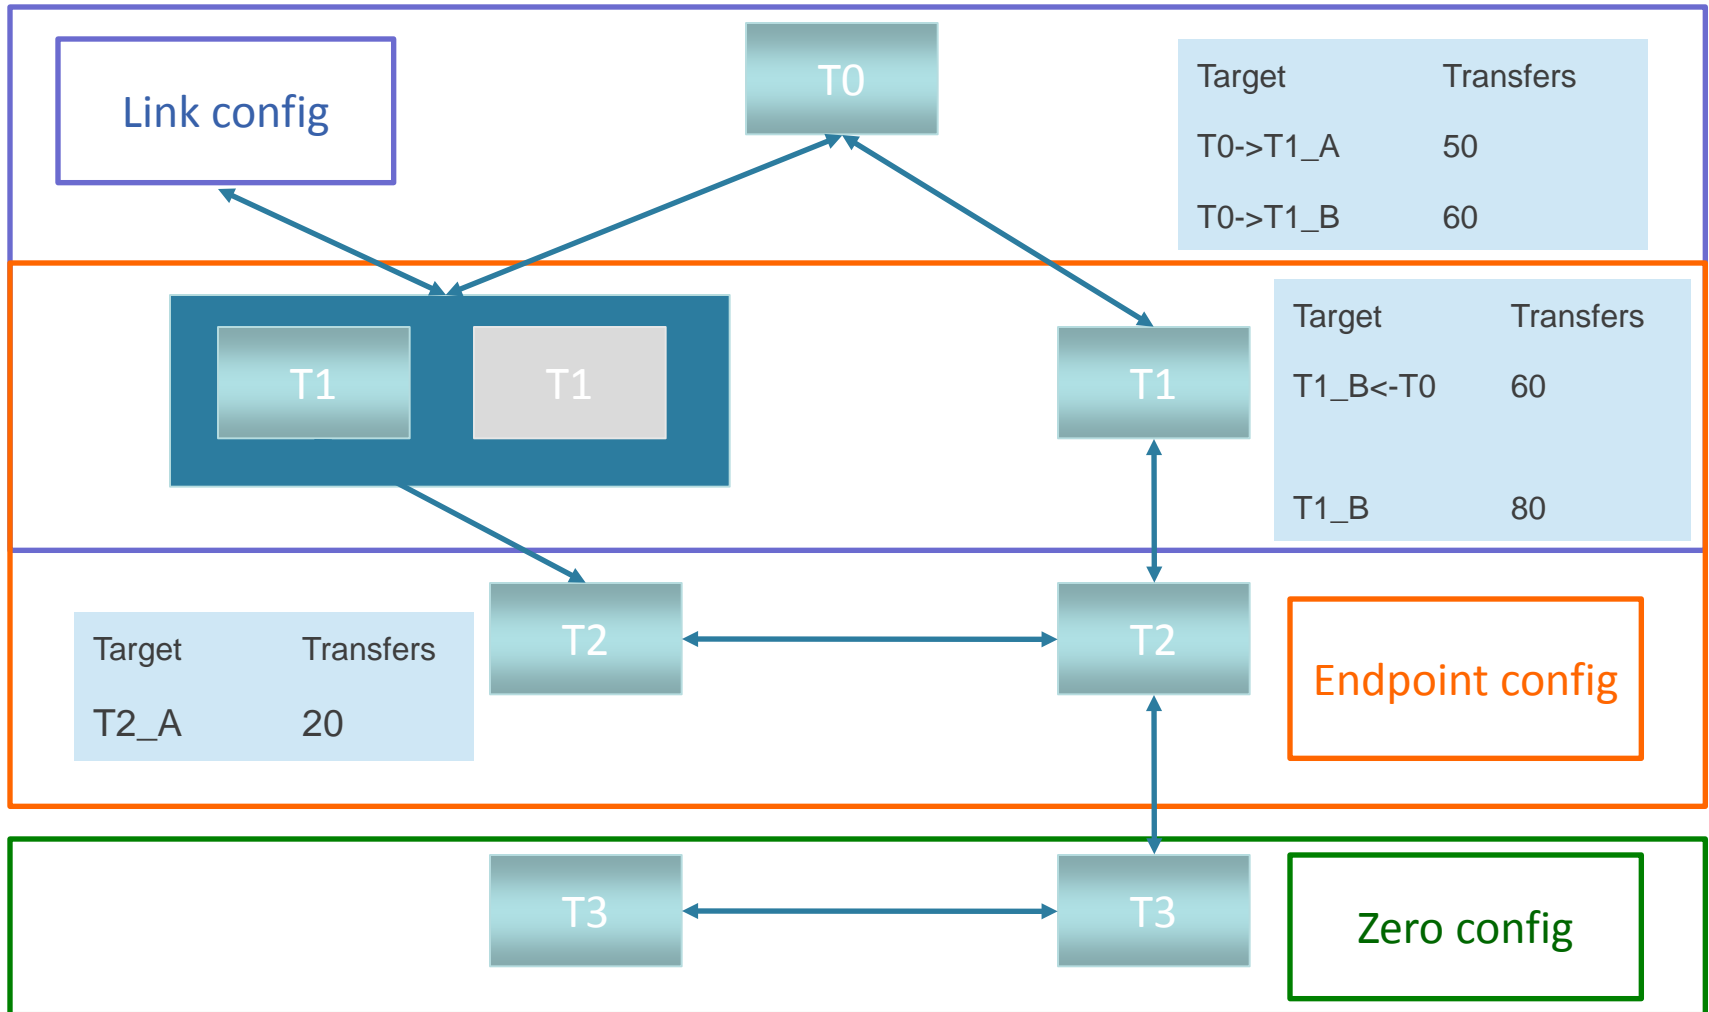 Link config
T0
Target Transfers
T0->T1_A 50
T0->T1_B 60
T1
T1
T1
Target Transfers
T1_B<-T0 60
T1_B 80
Target Transfers
T2_A 20
T2
T2
Endpoint config
T3
T3
Zero config